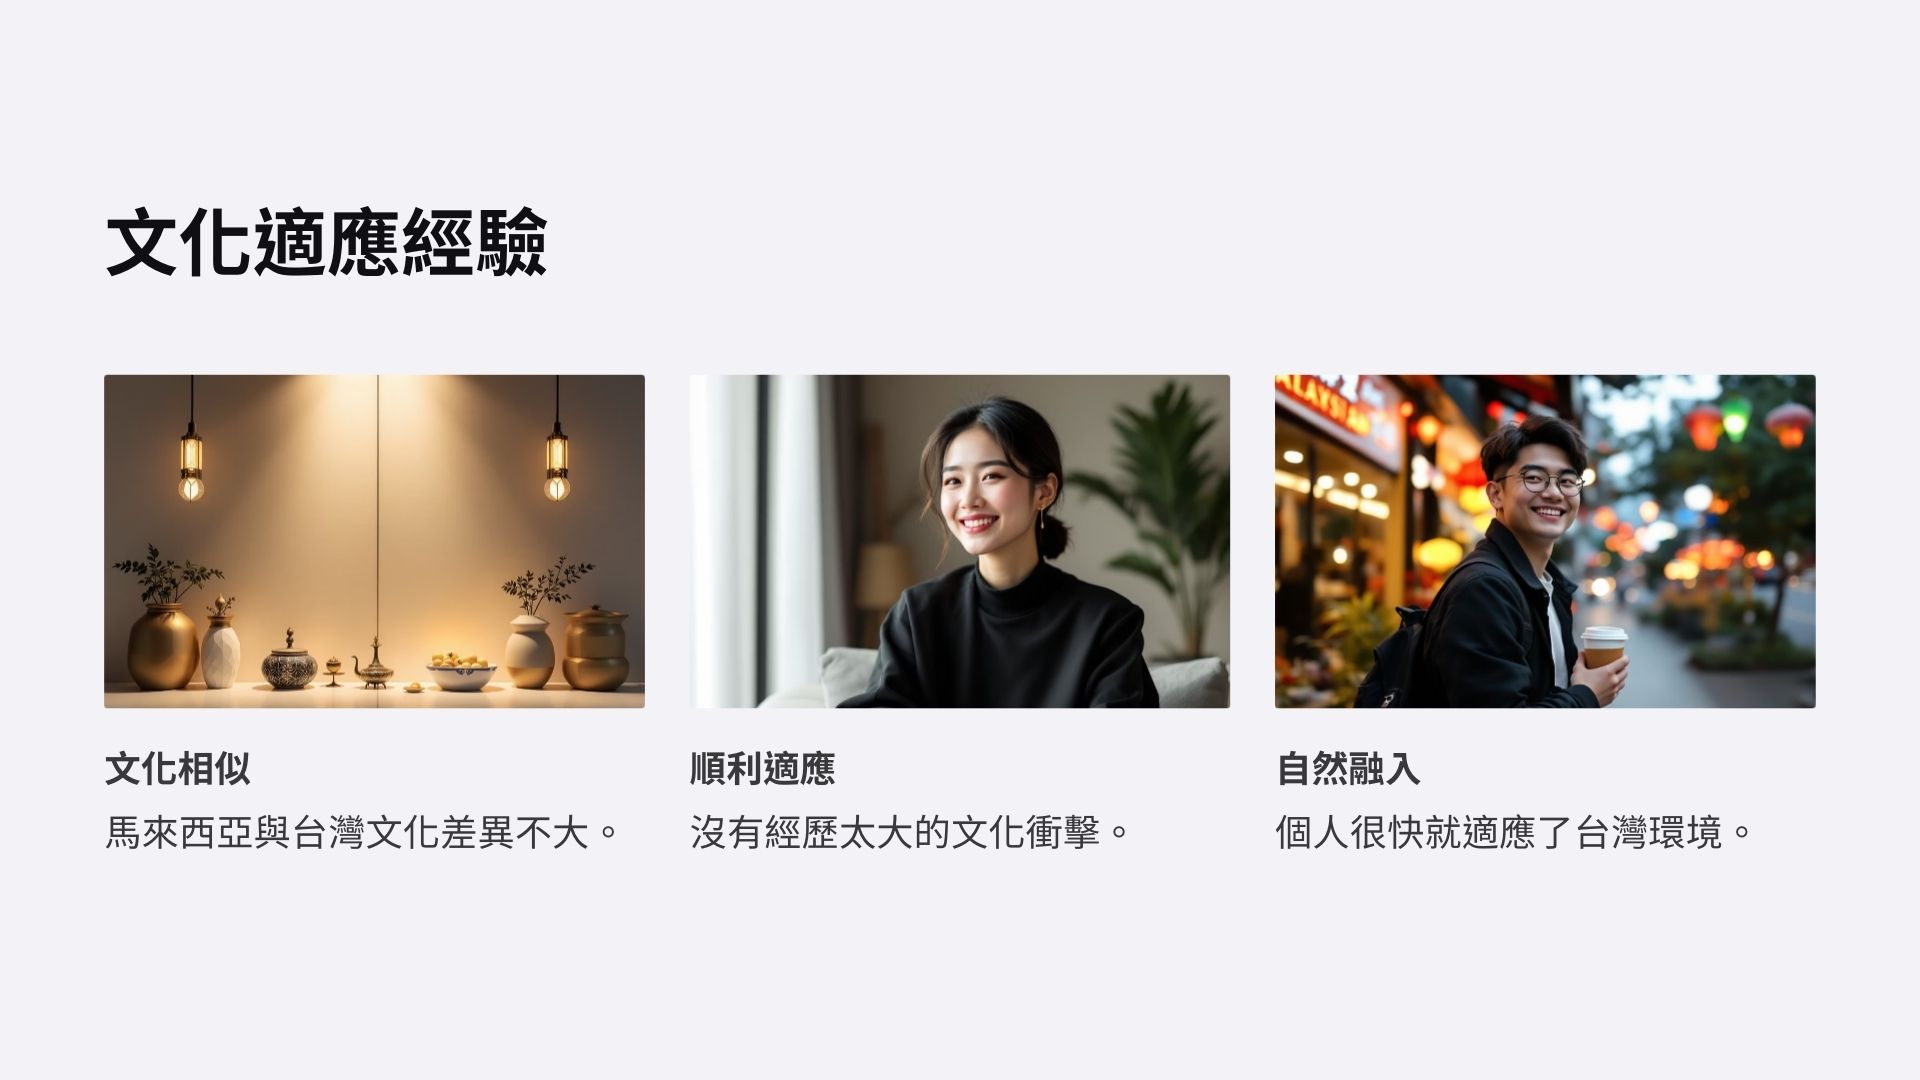 文化適應經驗
ALAYSIA
文化相似
順利適應
自然融入
馬來西亞與台灣文化差異不大。
沒有經歷太大的文化衝擊。
個人很快就適應了台灣環境。